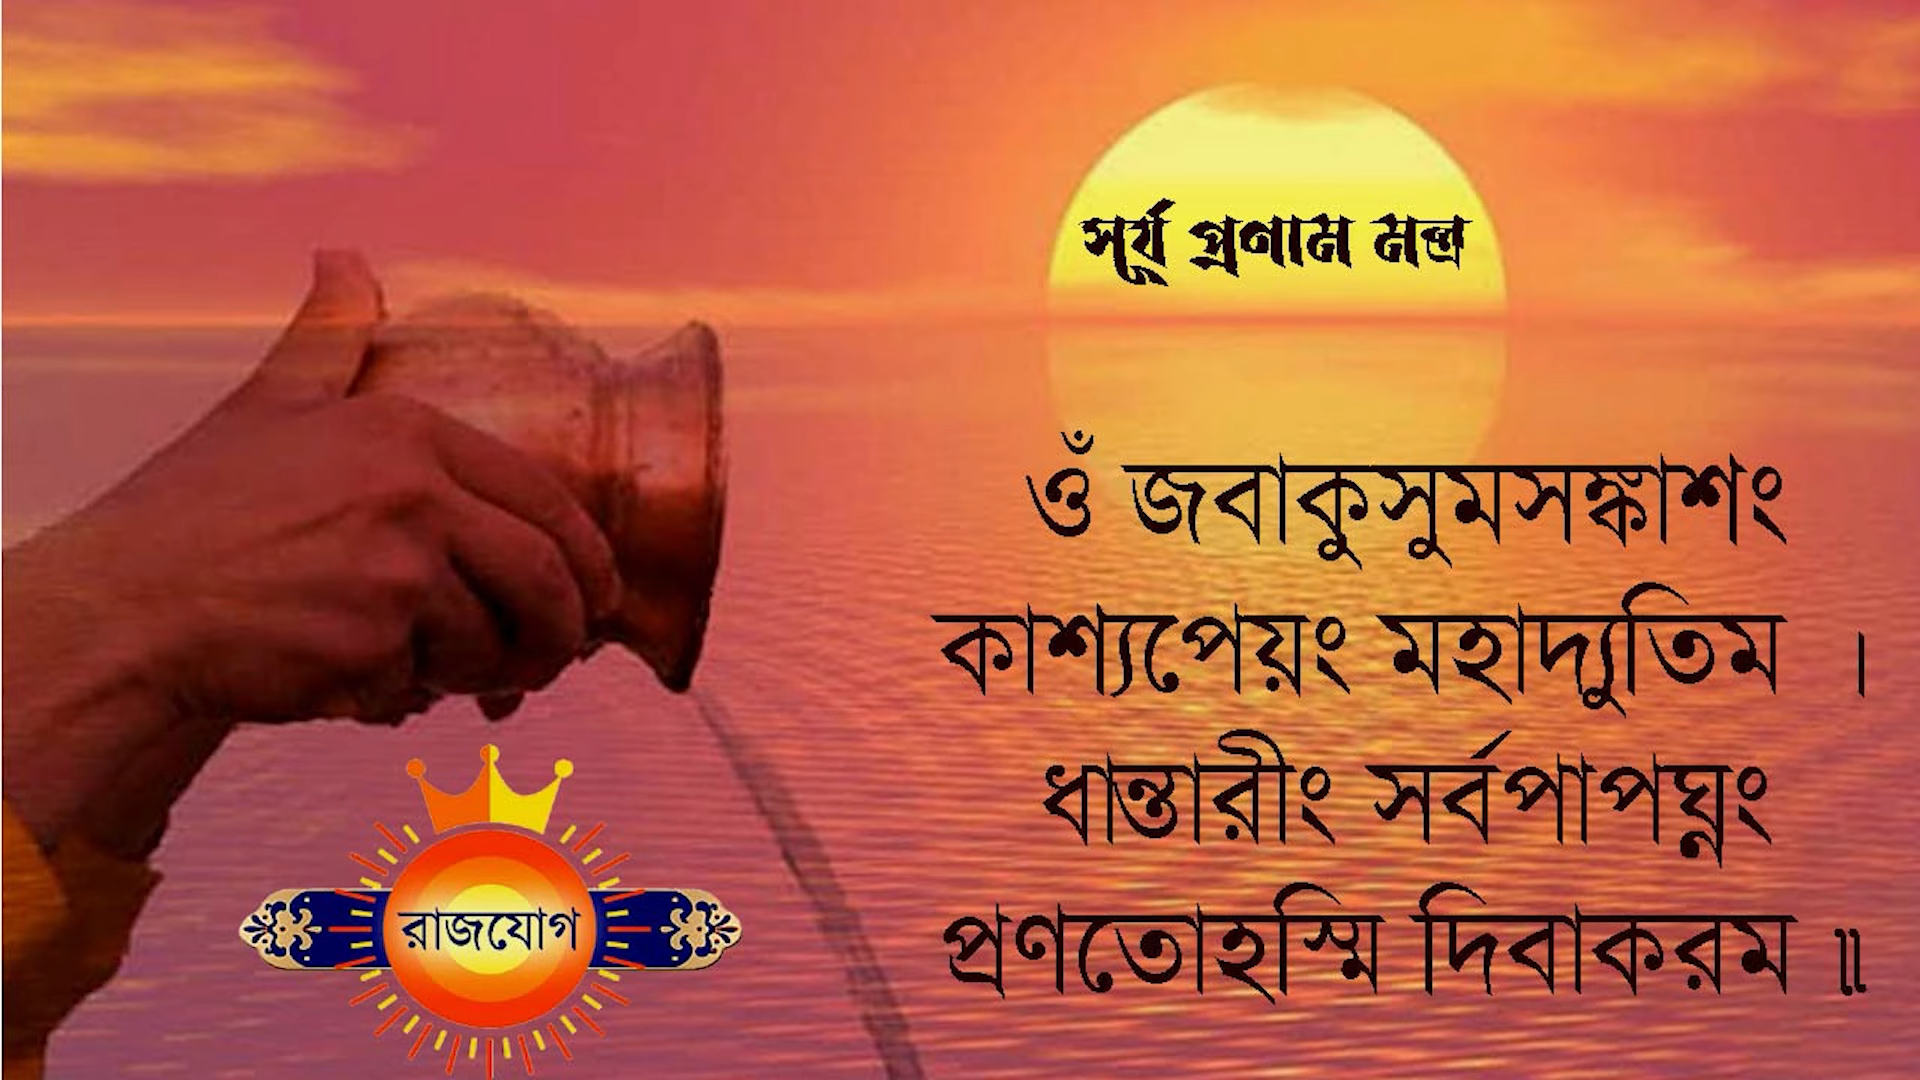 সূর্য প্রণাম মন্ত্র
ওঁ জবাকুসুমসঙ্কাশং
কাশ্যপেয়ং মহাদ্যুতিম ।
ধান্তারীং সর্বপাপঘ্নং
প্রণতোহস্মি দিবাকরম ॥
রাজযোগ